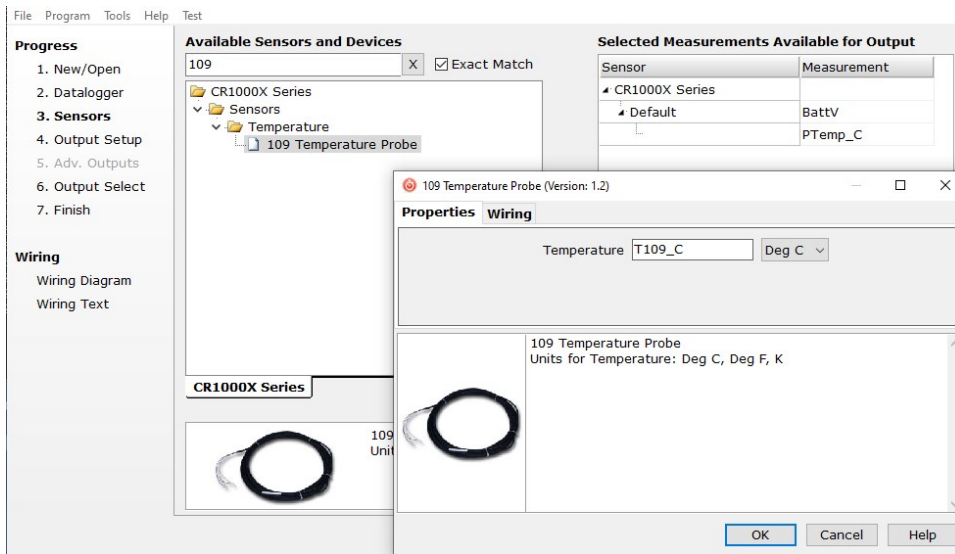 File Program Tools Help Test
Progress
1. New/Open
2. Datalogger
3. Sensors
4. Output Setup
5. Adv. Outputs
6. Output Select
7. Finish
Wiring
Wiring Diagram
Wiring Text
Available Sensors and Devices
109 X Exact Match
CR1000X Series
Sensors
Temperature
109 Temperature Probe
CR1000X Series
109
Unit
Selected Measurements Available for Output
Sensor Measurement
CR1000X Series
Default BattV
PTemp_C
109 Temperature Probe (Version: 1.2)
Properties Wiring
Temperature T109_C Deg C
109 Temperature Probe
Units for Temperature: Deg C, Deg F, K
OK Cancel Help